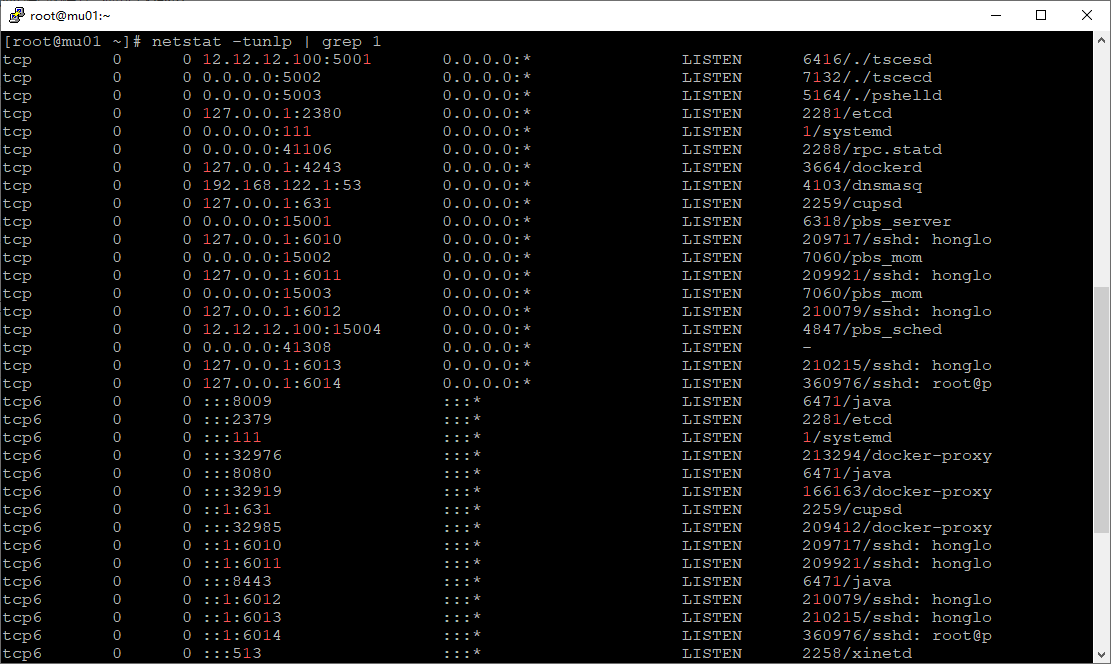 root@mu01:~
[root@mu01 ~]# netstat -tunlp | grep 1
tcp 0 0 12.12.12.100:5001 0.0.0.0:* LISTEN 6416/./tscesd
tcp 0 0 0.0.0.0:5002 0.0.0.0:* LISTEN 7132/./tscecd
tcp 0 0 0.0.0.0:5003 0.0.0.0:* LISTEN 5164/./pshelld
tcp 0 0 127.0.0.1:2380 0.0.0.0:* LISTEN 2281/etcd
tcp 0 0 0.0.0.0:111 0.0.0.0:* LISTEN 1/systemd
tcp 0 0 0.0.0.0:41106 0.0.0.0:* LISTEN 2288/rpc.statd
tcp 0 0 127.0.0.1:4243 0.0.0.0:* LISTEN 3664/dockerd
tcp 0 0 192.168.122.1:53 0.0.0.0:* LISTEN 4103/dnsmasq
tcp 0 0 127.0.0.1:631 0.0.0.0:* LISTEN 2259/cupsd
tcp 0 0 0.0.0.0:15001 0.0.0.0:* LISTEN 6318/pbs_server
tcp 0 0 127.0.0.1:6010 0.0.0.0:* LISTEN 209717/sshd: honglo
tcp 0 0 0.0.0.0:15002 0.0.0.0:* LISTEN 7060/pbs_mom
tcp 0 0 127.0.0.1:6011 0.0.0.0:* LISTEN 209921/sshd: honglo
tcp 0 0 0.0.0.0:15003 0.0.0.0:* LISTEN 7060/pbs_mom
tcp 0 0 127.0.0.1:6012 0.0.0.0:* LISTEN 210079/sshd: honglo
tcp 0 0 12.12.12.100:15004 0.0.0.0:* LISTEN 4847/pbs_sched
tcp 0 0 0.0.0.0:41308 0.0.0.0:* LISTEN -
tcp 0 0 127.0.0.1:6013 0.0.0.0:* LISTEN 210215/sshd: honglo
tcp 0 0 127.0.0.1:6014 0.0.0.0:* LISTEN 360976/sshd: root@p
tcp6 0 0 :::8009 :::* LISTEN 6471/java
tcp6 0 0 :::2379 :::* LISTEN 2281/etcd
tcp6 0 0 :::111 :::* LISTEN 1/systemd
tcp6 0 0 :::32976 :::* LISTEN 213294/docker-proxy
tcp6 0 0 :::8080 :::* LISTEN 6471/java
tcp6 0 0 :::32919 :::* LISTEN 166163/docker-proxy
tcp6 0 0 ::1:631 :::* LISTEN 2259/cupsd
tcp6 0 0 :::32985 :::* LISTEN 209412/docker-proxy
tcp6 0 0 ::1:6010 :::* LISTEN 209717/sshd: honglo
tcp6 0 0 ::1:6011 :::* LISTEN 209921/sshd: honglo
tcp6 0 0 :::8443 :::* LISTEN 6471/java
tcp6 0 0 ::1:6012 :::* LISTEN 210079/sshd: honglo
tcp6 0 0 ::1:6013 :::* LISTEN 210215/sshd: honglo
tcp6 0 0 ::1:6014 :::* LISTEN 360976/sshd: root@p
tcp6 0 0 :::513 :::* LISTEN 2258/xinetd